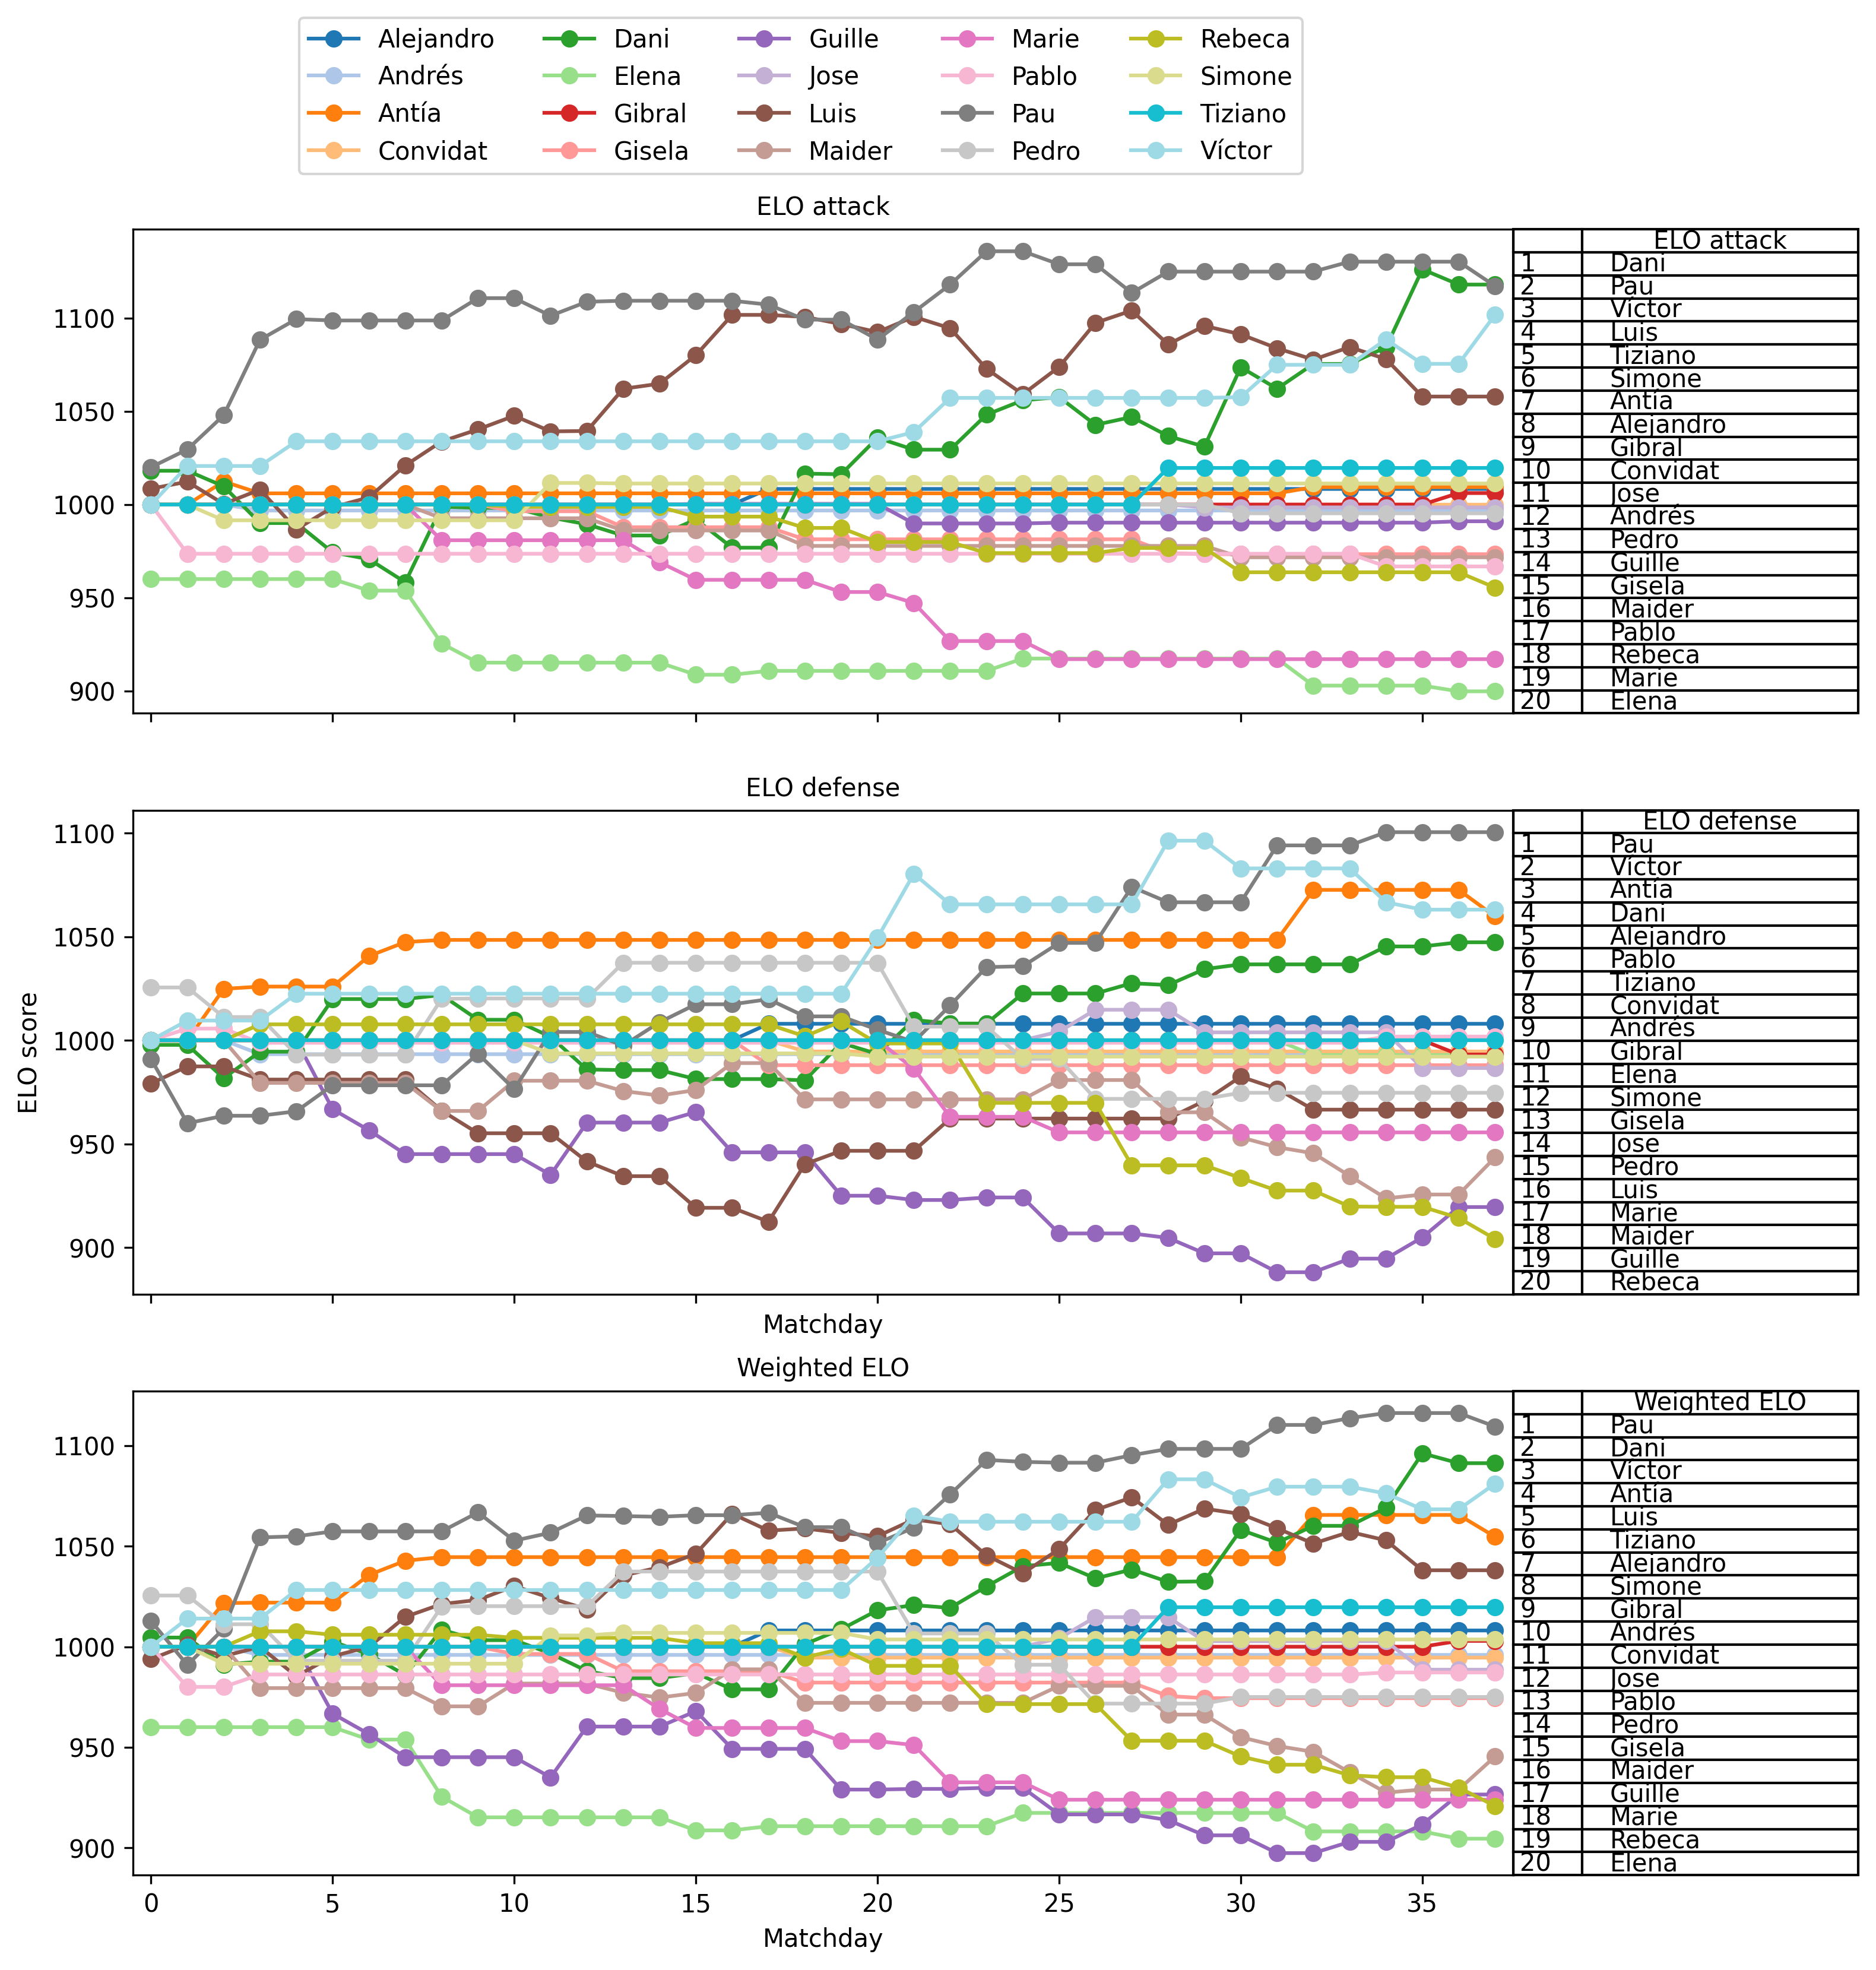 Alejandro Dani Guille Marie Rebeca
Andrés Elena Jose Pablo Simone
Antía Gibral Luis Pau Tiziano
Convidat Gisela Maider Pedro Víctor
ELO attack
1100
1050
1000
950
900
ELO attack
1 Dani
2 Pau
3 Víctor
4 Luis
5 Tiziano
6 Simone
7 Antía
8 Alejandro
9 Gibral
10 Convidat
11 Jose
12 Andrés
13 Pedro
14 Guille
15 Gisela
16 Maider
17 Pablo
18 Rebeca
19 Marie
20 Elena
ELO defense
ELO score
1100
1050
1000
950
900
Matchday
ELO defense
1 Pau
2 Víctor
3 Antía
4 Dani
5 Alejandro
6 Pablo
7 Tiziano
8 Convidat
9 Andrés
10 Gibral
11 Elena
12 Simone
13 Gisela
14 Jose
15 Pedro
16 Luis
17 Marie
18 Maider
19 Guille
20 Rebeca
Weighted ELO
1100
1050
1000
950
900
0 5 10 15 20 25 30 35
Matchday
Weighted ELO
1 Pau
2 Dani
3 Víctor
4 Antía
5 Luis
6 Tiziano
7 Alejandro
8 Simone
9 Gibral
10 Andrés
11 Convidat
12 Jose
13 Pablo
14 Pedro
15 Gisela
16 Maider
17 Guille
18 Marie
19 Rebeca
20 Elena